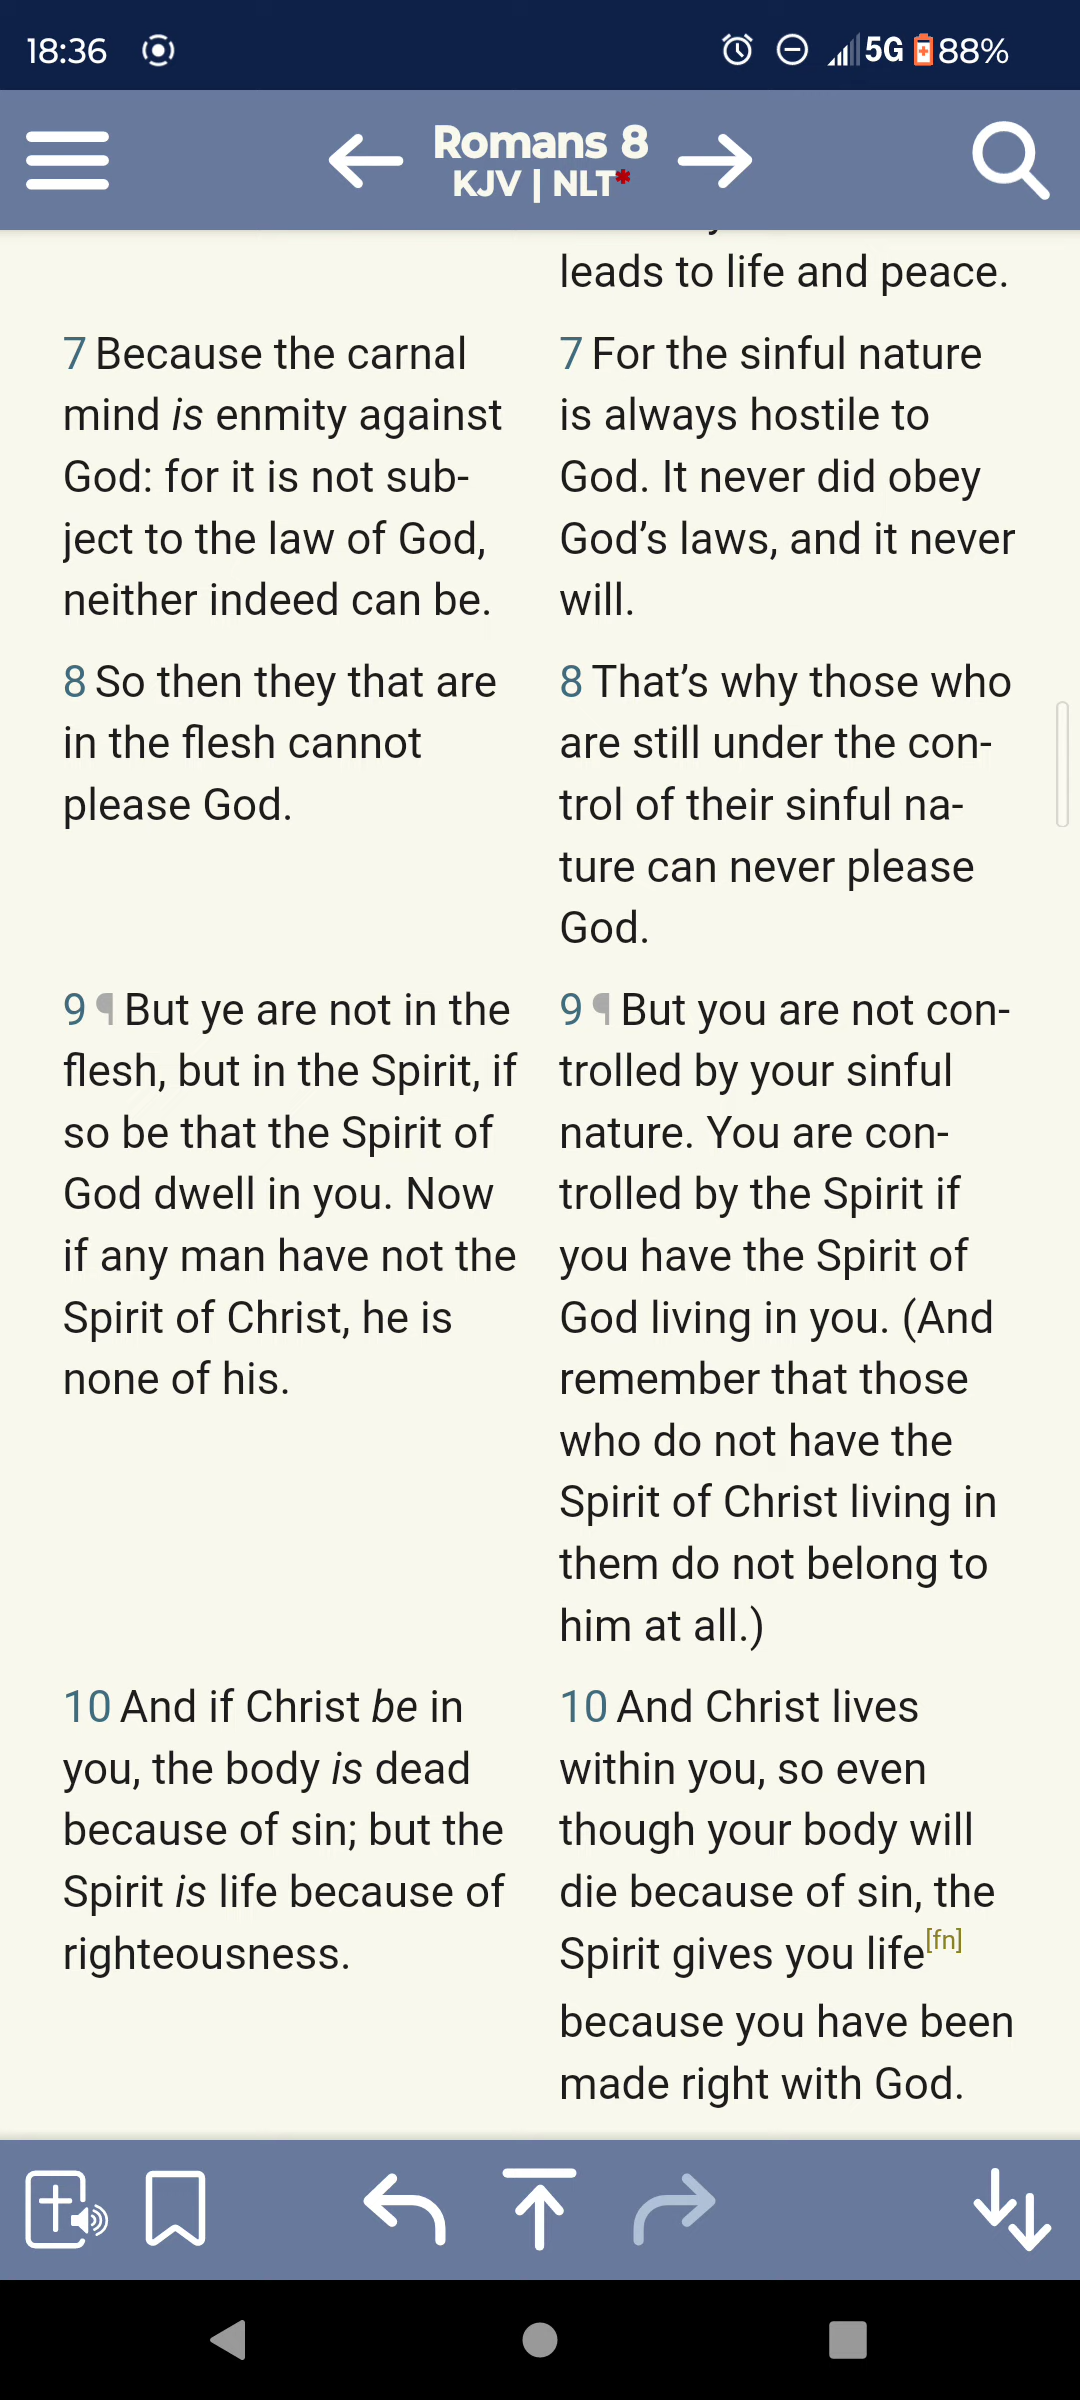 18:36
5G 88%
Romans 8
KJV | NLT*
leads to life and peace.
7 Because the carnal
mind is enmity against
God: for it is not sub-
ject to the law of God,
neither indeed can be.
7 For the sinful nature
is always hostile to
God. It never did obey
God’s laws, and it never
will.
8 So then they that are
in the flesh cannot
please God.
8 That’s why those who
are still under the con-
trol of their sinful na-
ture can never please
God.
9 ¶ But ye are not in the
flesh, but in the Spirit, if
so be that the Spirit of
God dwell in you. Now
if any man have not the
Spirit of Christ, he is
none of his.
9 ¶ But you are not con-
trolled by your sinful
nature. You are con-
trolled by the Spirit if
you have the Spirit of
God living in you. (And
remember that those
who do not have the
Spirit of Christ living in
them do not belong to
him at all.)
10 And if Christ be in
you, the body is dead
because of sin; but the
Spirit is life because of
righteousness.
10 And Christ lives
within you, so even
though your body will
die because of sin, the
Spirit gives you life[fn]
because you have been
made right with God.